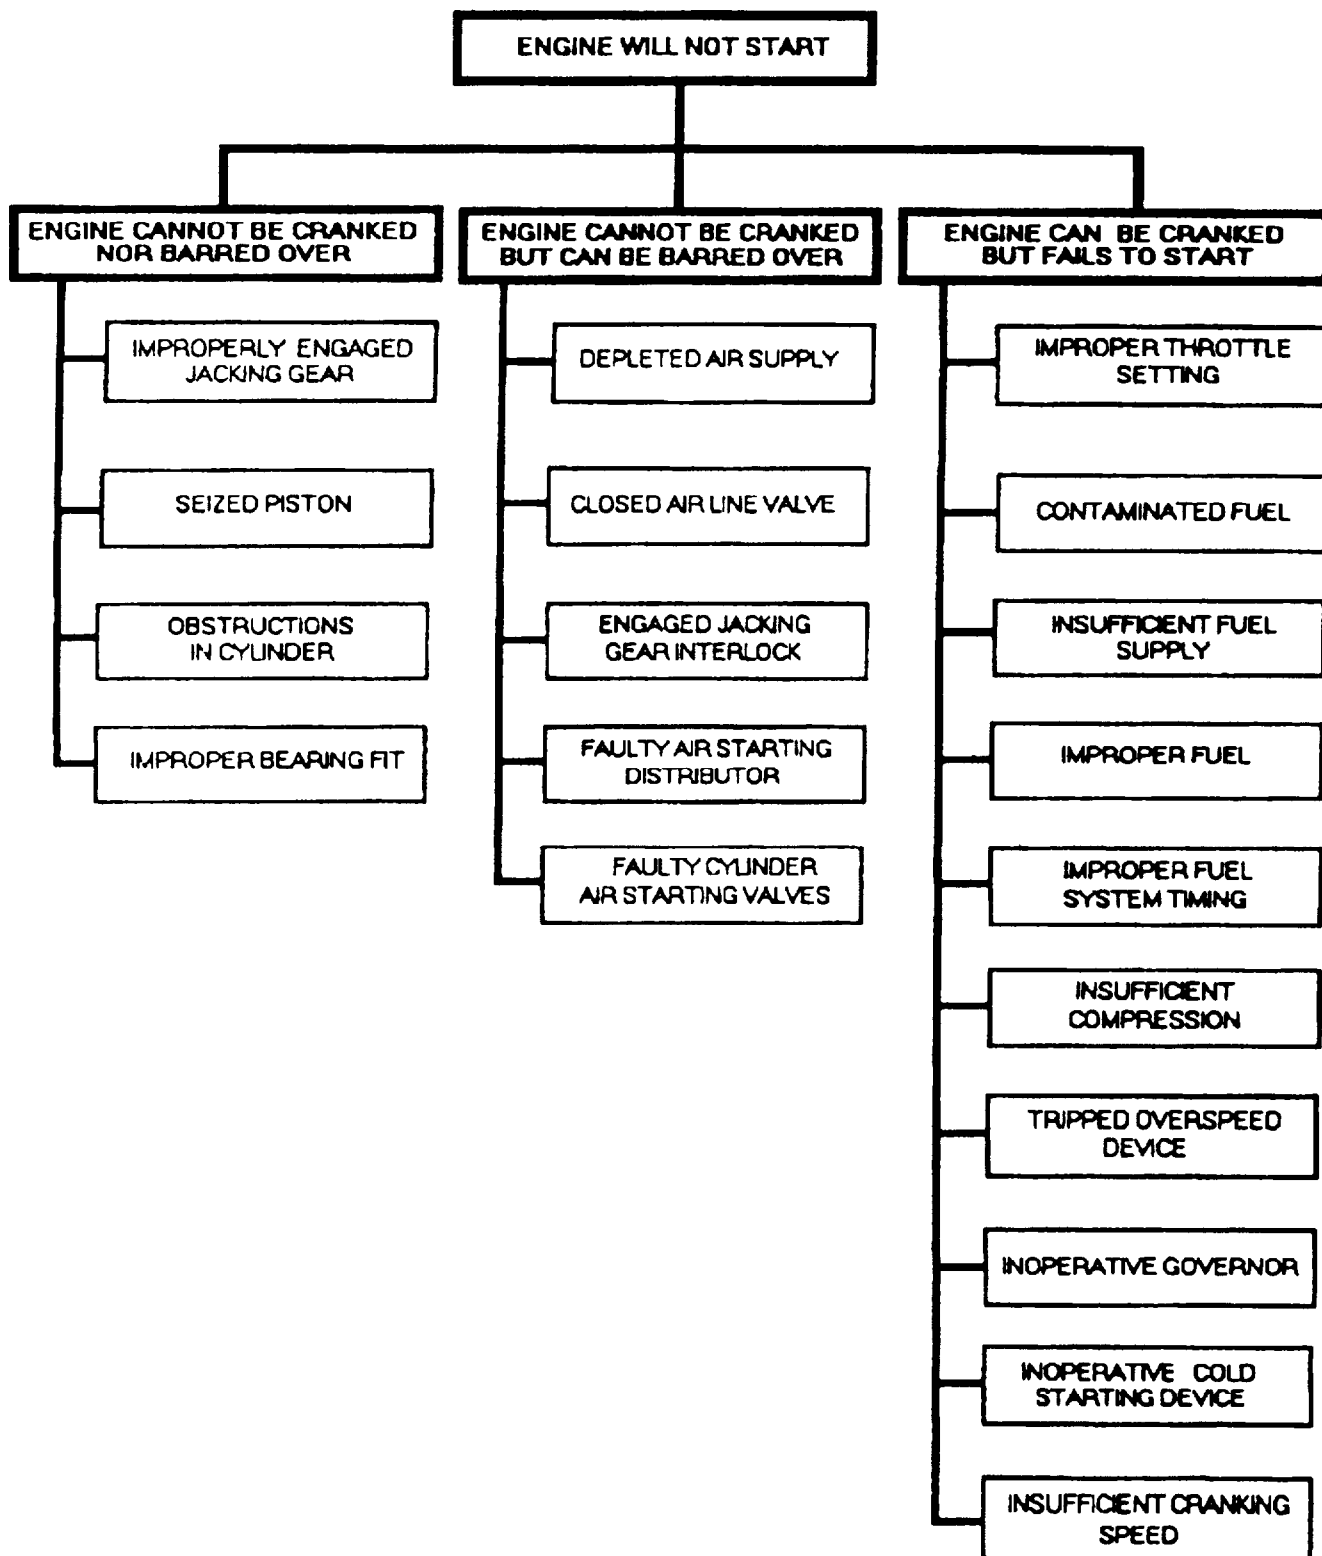 ENGINE WILL NOT START
ENGINE CANNOT BE CRANKED
NOR BARRED OVER
IMPROPERLY ENGAGED
JACKING GEAR
SEIZED PISTON
OBSTRUCTIONS
IN CYLINDER
IMPROPER BEARING FIT
ENGINE CANNOT BE CRANKED
BUT CAN BE BARRED OVER
DEPLETED AIR SUPPLY
CLOSED AIR LINE VALVE
ENGAGED JACKING
GEAR INTERLOCK
FAULTY AIR STARTING
DISTRIBUTOR
FAULTY CYLINDER
AIR STARTING VALVES
ENGINE CAN BE CRANKED
BUT FAILS TO START
IMPROPER THROTTLE
SETTING
CONTAMINATED FUEL
INSUFFICIENT FUEL
SUPPLY
IMPROPER FUEL
IMPROPER FUEL
SYSTEM TIMING
INSUFFICIENT
COMPRESSION
TRIPPED OVERSPEED
DEVICE
INOPERATIVE GOVERNOR
INOPERATIVE COLD
STARTING DEVICE
INSUFFICIENT CRANKING
SPEED